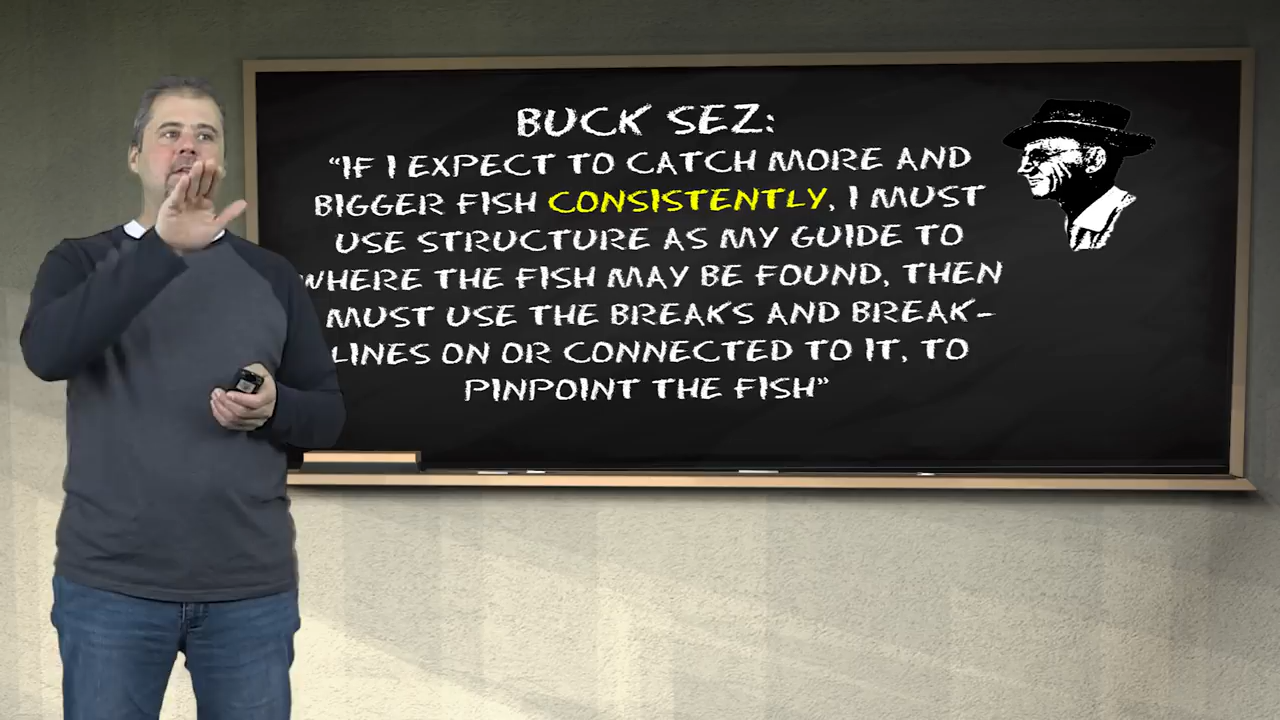 BUCK SEZ:
"IF I EXPECT TO CATCH MORE AND
BIGGER FISH CONSISTENTLY, I MUST
USE STRUCTURE AS MY GUIDE TO
WHERE THE FISH MAY BE FOUND, THEN
MUST USE THE BREAKS AND BREAK-
LINES ON OR CONNECTED TO IT, TO
PINPOINT THE FISH"